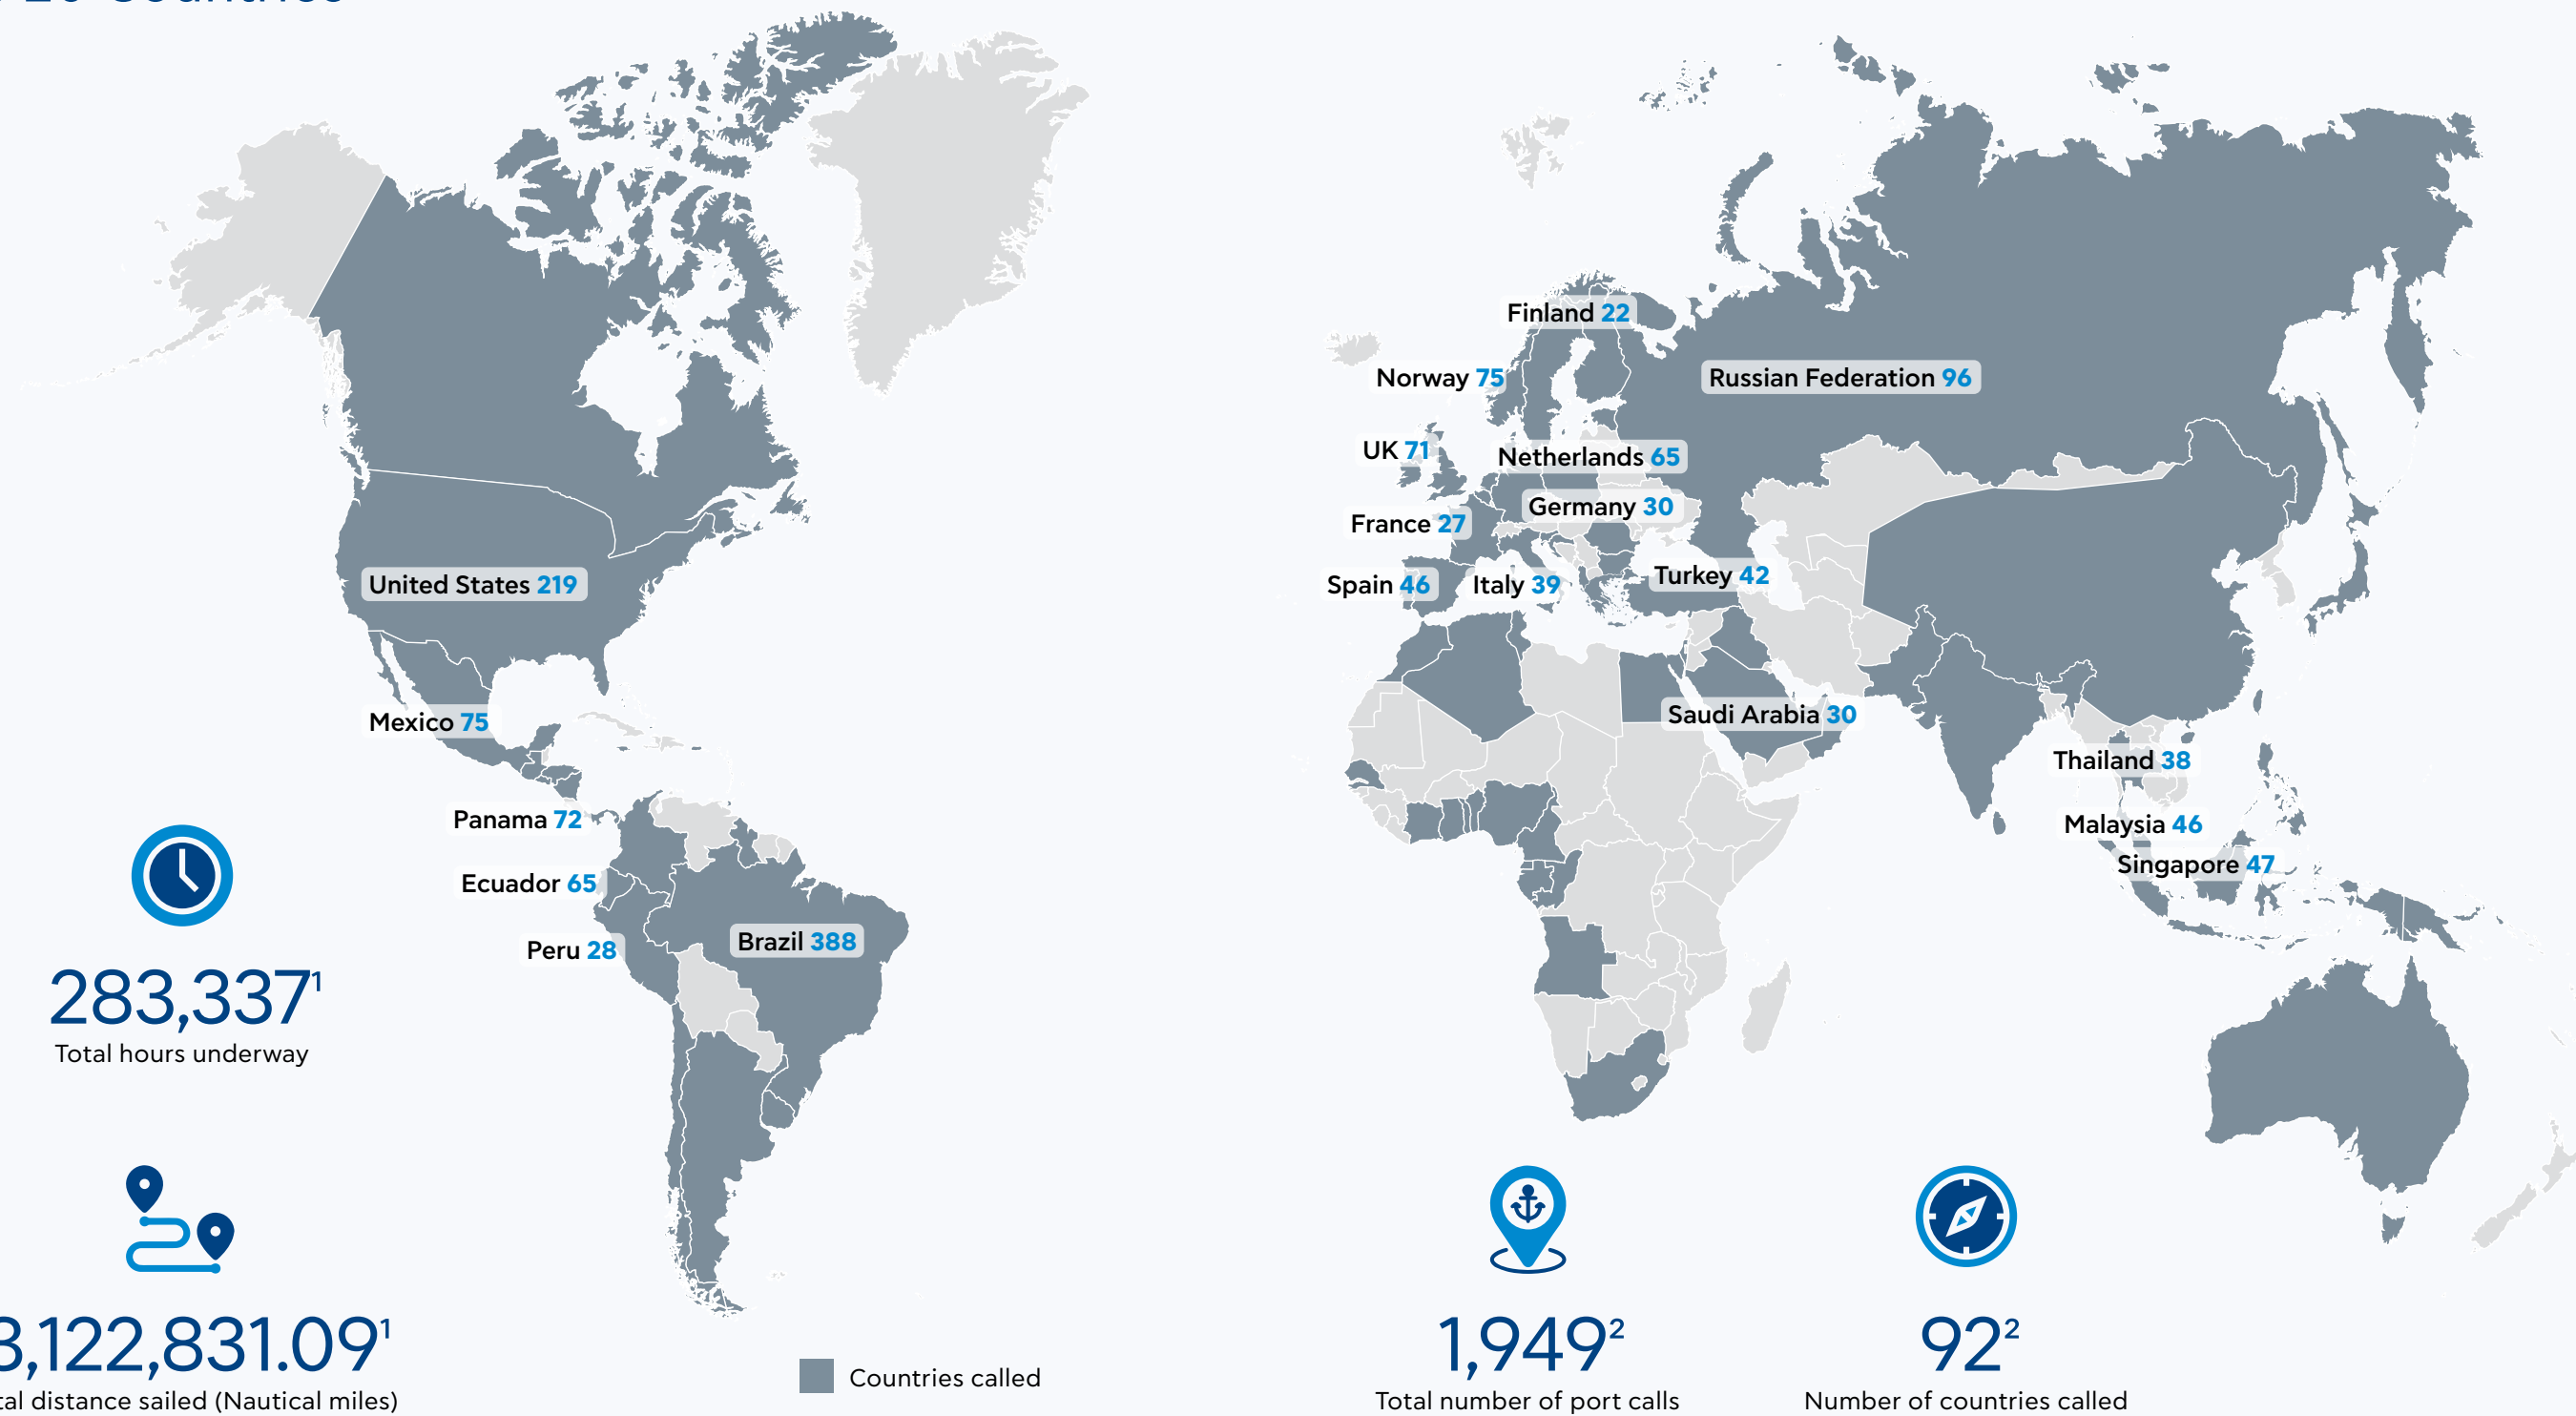 Countries
Finland 22
Norway 75
Russian Federation 96
UK 71
Netherlands 65
Germany 30
France 27
United States 219
Spain 46
Italy 39
Turkey 42
Mexico 75
Saudi Arabia 30
Thailand 38
Panama 72
Malaysia 46
Singapore 47
Ecuador 65
Brazil 388
Peru 28
283,337¹
Total hours underway
3,122,831.09¹
tal distance sailed (Nautical miles)
Countries called
1,949²
Total number of port calls
92²
Number of countries called